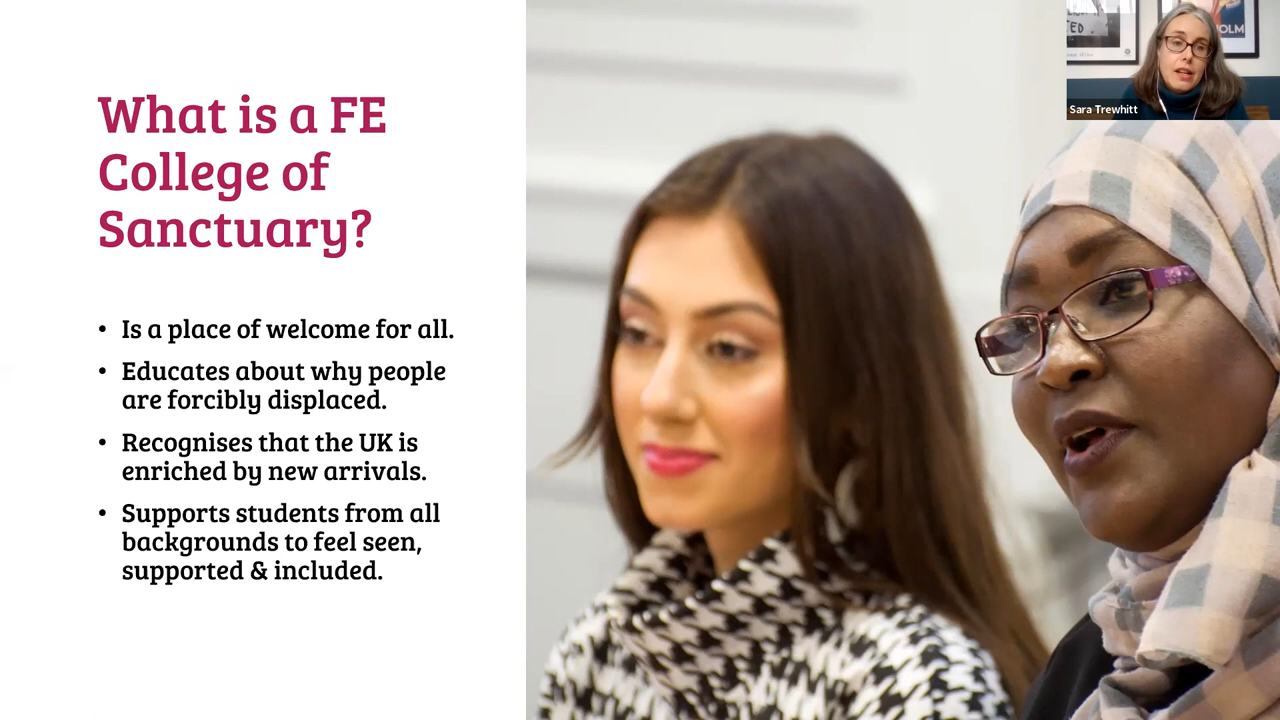 What is a FE
College of
Sanctuary?
• Is a place of welcome for all.
• Educates about why people
are forcibly displaced.
• Recognises that the UK is
enriched by new arrivals.
• Supports students from all
backgrounds to feel seen,
supported & included.
TED.
HOLM
Sara Trewhitt